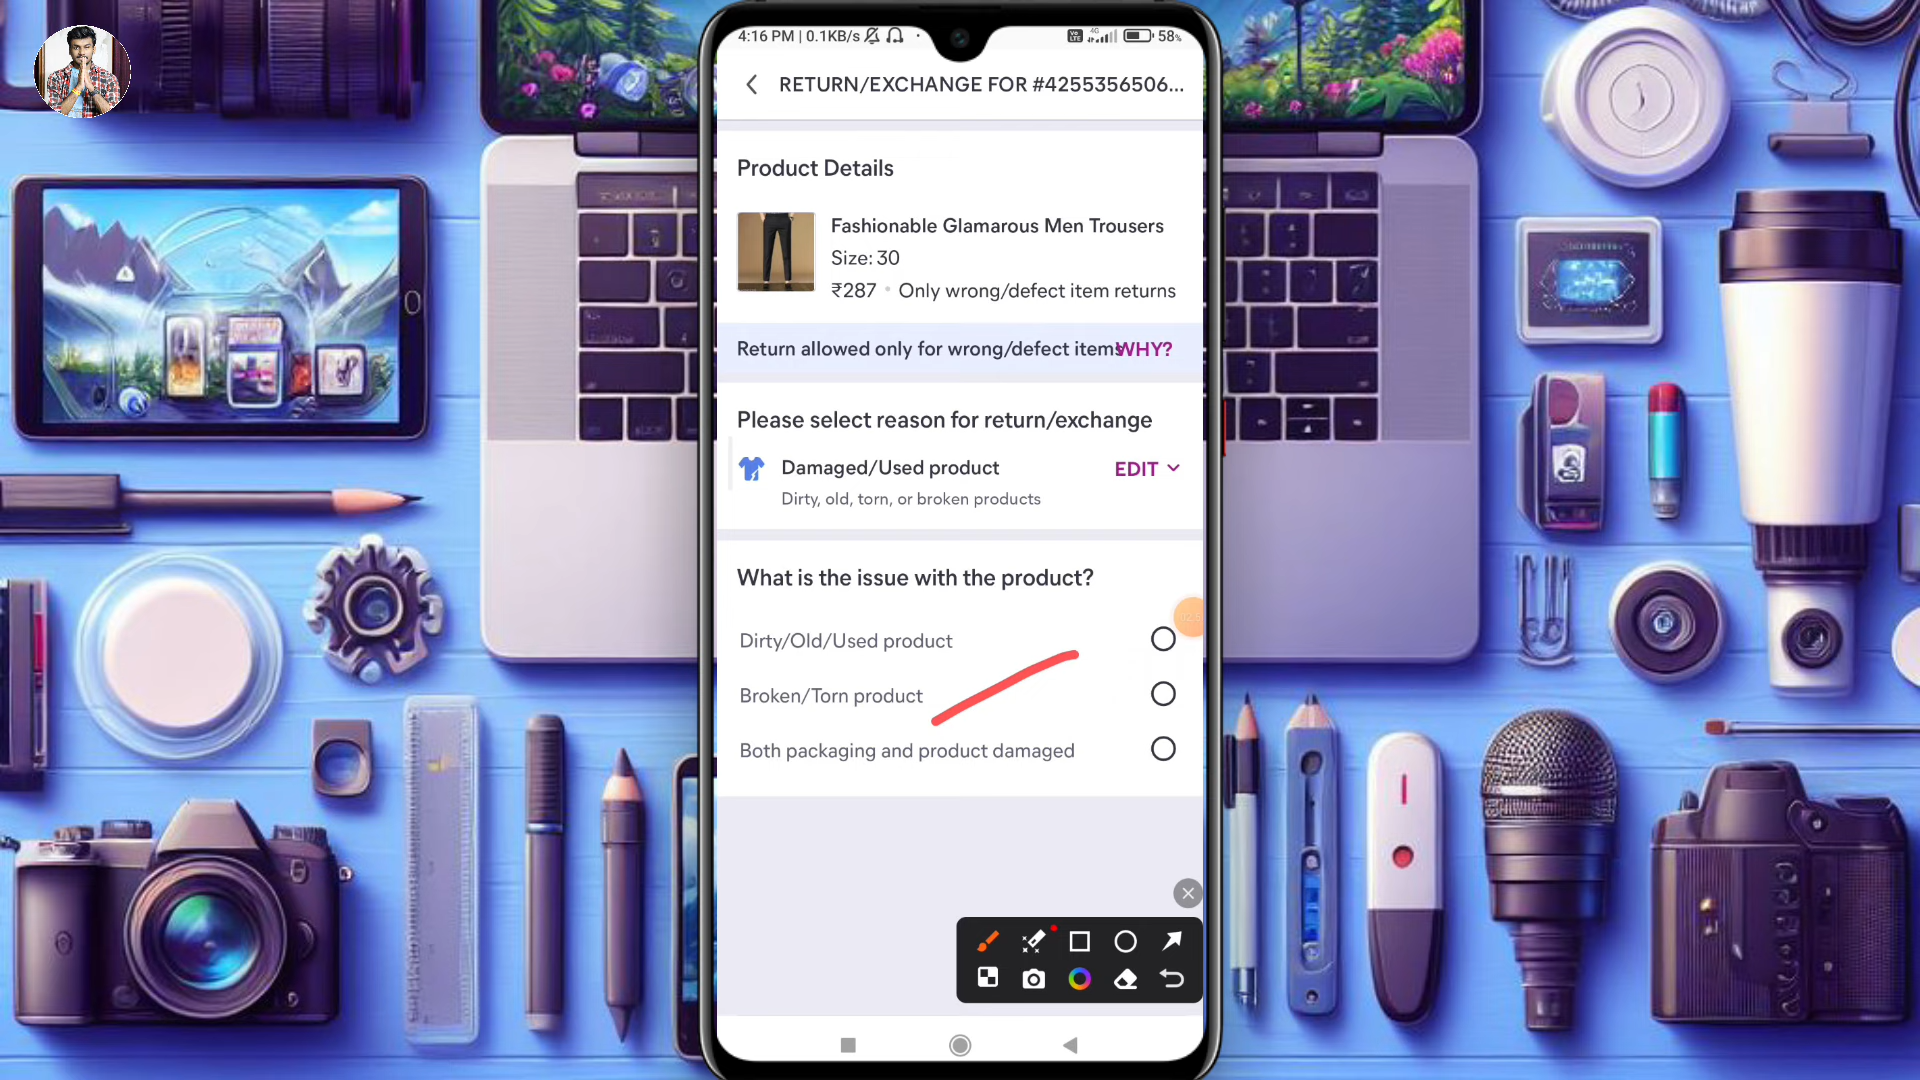 4:16 PM | 0.1KB/s
4G
58%
RETURN/EXCHANGE FOR #4255356506...
Product Details
Fashionable Glamarous Men Trousers
Size: 30
₹287 • Only wrong/defect item returns
Return allowed only for wrong/defect items WHY?
Please select reason for return/exchange
Damaged/Used product
EDIT
Dirty, old, torn, or broken products
What is the issue with the product?
Dirty/Old/Used product
Broken/Torn product
Both packaging and product damaged